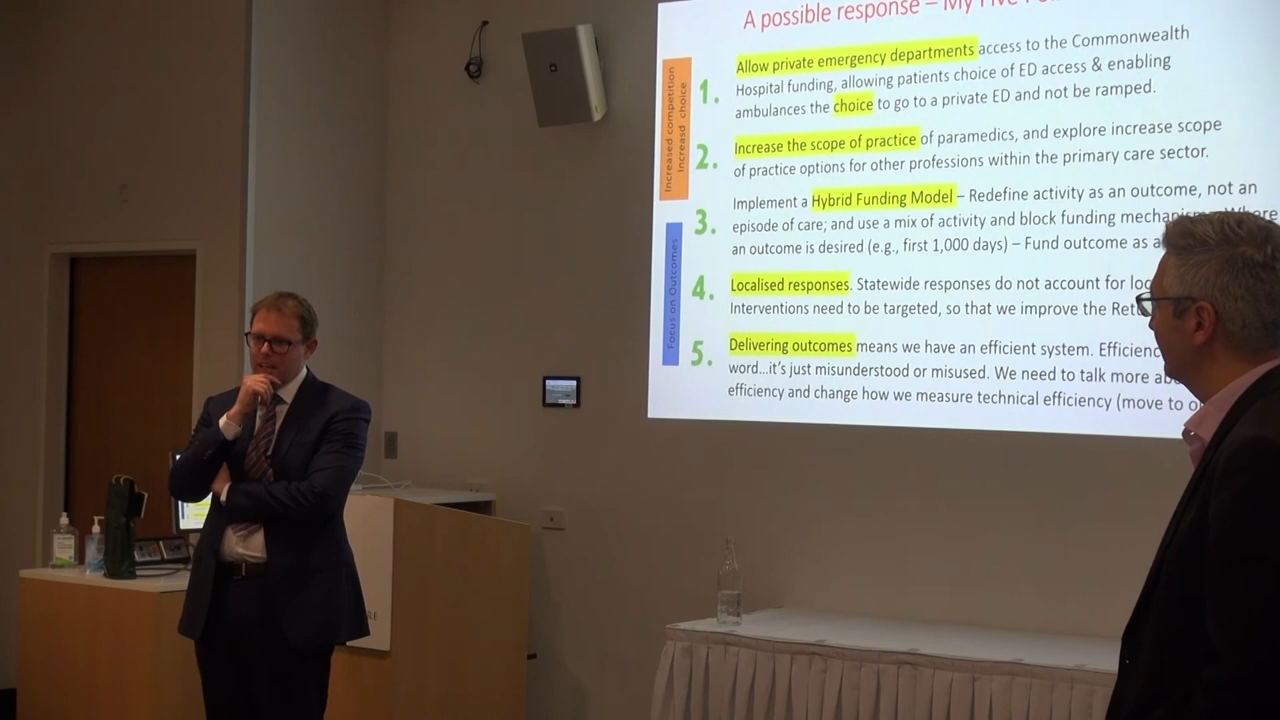 A possible response – My Five
Increased competition
Increasd choice
1.
Allow private emergency departments access to the Commonwealth
Hospital funding, allowing patients choice of ED access & enabling
ambulances the choice to go to a private ED and not be ramped.
2.
Increase the scope of practice of paramedics, and explore increase scope
of practice options for other professions within the primary care sector.
Focus on Outcomes
3.
Implement a Hybrid Funding Model – Redefine activity as an outcome, not an
episode of care; and use a mix of activity and block funding mechanisms. Where
an outcome is desired (e.g., first 1,000 days) – Fund outcome as a
4.
Localised responses. Statewide responses do not account for
Interventions need to be targeted, so that we improve the
5.
Delivering outcomes means we have an efficient system.
word...it's just misunderstood or misused. We need to talk more
efficiency and change how we measure technical efficiency (move to